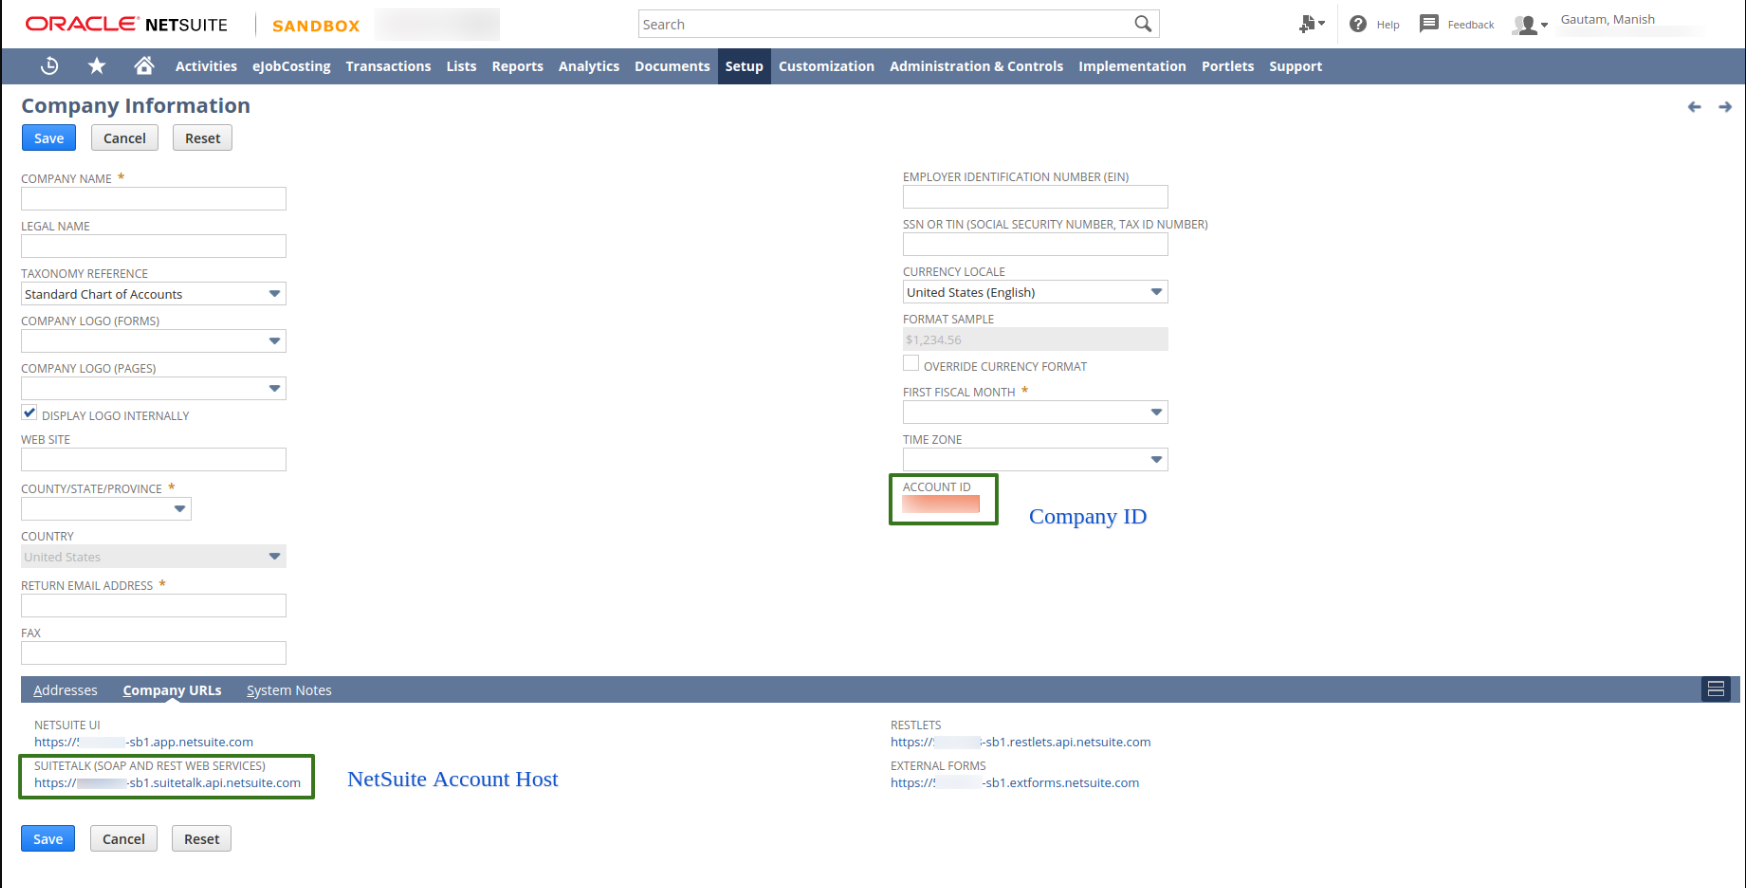 ORACLE NETSUITE SANDBOX
Search
Help
Feedback
Gautam, Manish
Activities eJobCosting Transactions Lists Reports Analytics Documents Setup Customization Administration & Controls Implementation Portlets Support
Company Information
Save Cancel Reset
COMPANY NAME *
LEGAL NAME
TAXONOMY REFERENCE
Standard Chart of Accounts
COMPANY LOGO (FORMS)
COMPANY LOGO (PAGES)
DISPLAY LOGO INTERNALLY
WEB SITE
COUNTY/STATE/PROVINCE *
COUNTRY
United States
RETURN EMAIL ADDRESS *
FAX
EMPLOYER IDENTIFICATION NUMBER (EIN)
SSN OR TIN (SOCIAL SECURITY NUMBER, TAX ID NUMBER)
CURRENCY LOCALE
United States (English)
FORMAT SAMPLE
$1,234.56
OVERRIDE CURRENCY FORMAT
FIRST FISCAL MONTH *
TIME ZONE
ACCOUNT ID
Company ID
Addresses Company URLs System Notes
NETSUITE UI
https:// -sb1.app.netsuite.com
SUITETALK (SOAP AND REST WEB SERVICES)
https:// -sb1.suitetalk.api.netsuite.com
NetSuite Account Host
RESTLETS
https:// -sb1.restlets.api.netsuite.com
EXTERNAL FORMS
https:// -sb1.extforms.netsuite.com
Save Cancel Reset